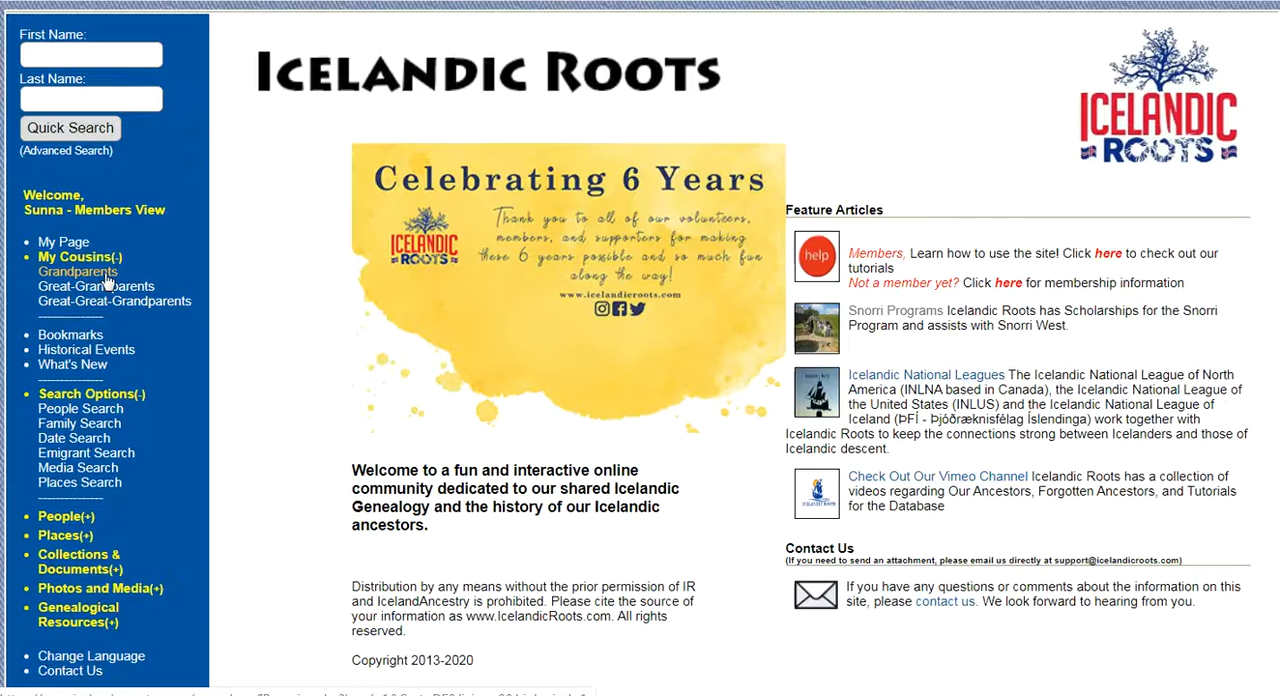 First Name:
Last Name:
Quick Search
(Advanced Search)
Welcome,
Sunna - Members View
My Page
My Cousins(-)
Grandparents
Great-Grandparents
Great-Great-Grandparents
Bookmarks
Historical Events
What's New
Search Options(-)
People Search
Family Search
Date Search
Emigrant Search
Media Search
Places Search
People(+)
Places(+)
Collections &
Documents(+)
Photos and Media(+)
Genealogical
Resources(+)
Change Language
Contact Us
ICELANDIC ROOTS
Celebrating 6 Years
ICELANDIC
ROOTS
Thank you to all of our volunteers,
members, and supporters for making
these 6 years possible and so much fun
along the way!
www.icelandicroots.com
Welcome to a fun and interactive online
community dedicated to our shared Icelandic
Genealogy and the history of our Icelandic
ancestors.
Distribution by any means without the prior permission of IR
and IcelandAncestry is prohibited. Please cite the source of
your information as www.IcelandicRoots.com. All rights
reserved.
Copyright 2013-2020
ICELANDIC
ROOTS
Feature Articles
help
Members, Learn how to use the site! Click here to check out our
tutorials
Not a member yet? Click here for membership information
Snorri Programs Icelandic Roots has Scholarships for the Snorri
Program and assists with Snorri West.
Icelandic National Leagues The Icelandic National League of North
America (INLNA based in Canada), the Icelandic National League of
the United States (INLUS) and the Icelandic National League of
Iceland (ÞFÍ - Þjóðræknisfélag Íslendinga) work together with
Icelandic Roots to keep the connections strong between Icelanders and those of
Icelandic descent.
Check Out Our Vimeo Channel Icelandic Roots has a collection of
videos regarding Our Ancestors, Forgotten Ancestors, and Tutorials
for the Database
Contact Us
(If you need to send an attachment, please email us directly at support@icelandicroots.com)
If you have any questions or comments about the information on this
site, please contact us. We look forward to hearing from you.